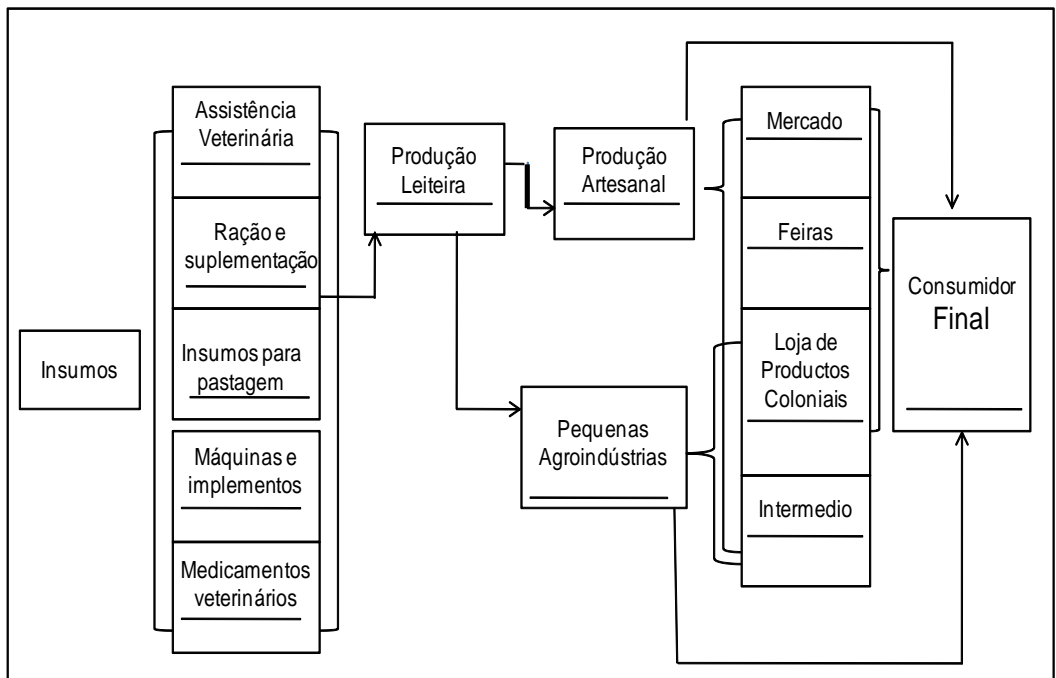 Insumos
Assistência
Veterinária
Ração e
suplementação
Insumos para
pastagem
Máquinas e
implementos
Medicamentos
veterinários
Produção
Leiteira
Produção
Artesanal
Pequenas
Agroindústrias
Mercado
Feiras
Loja de
Productos
Coloniais
Intermedio
Consumidor
Final